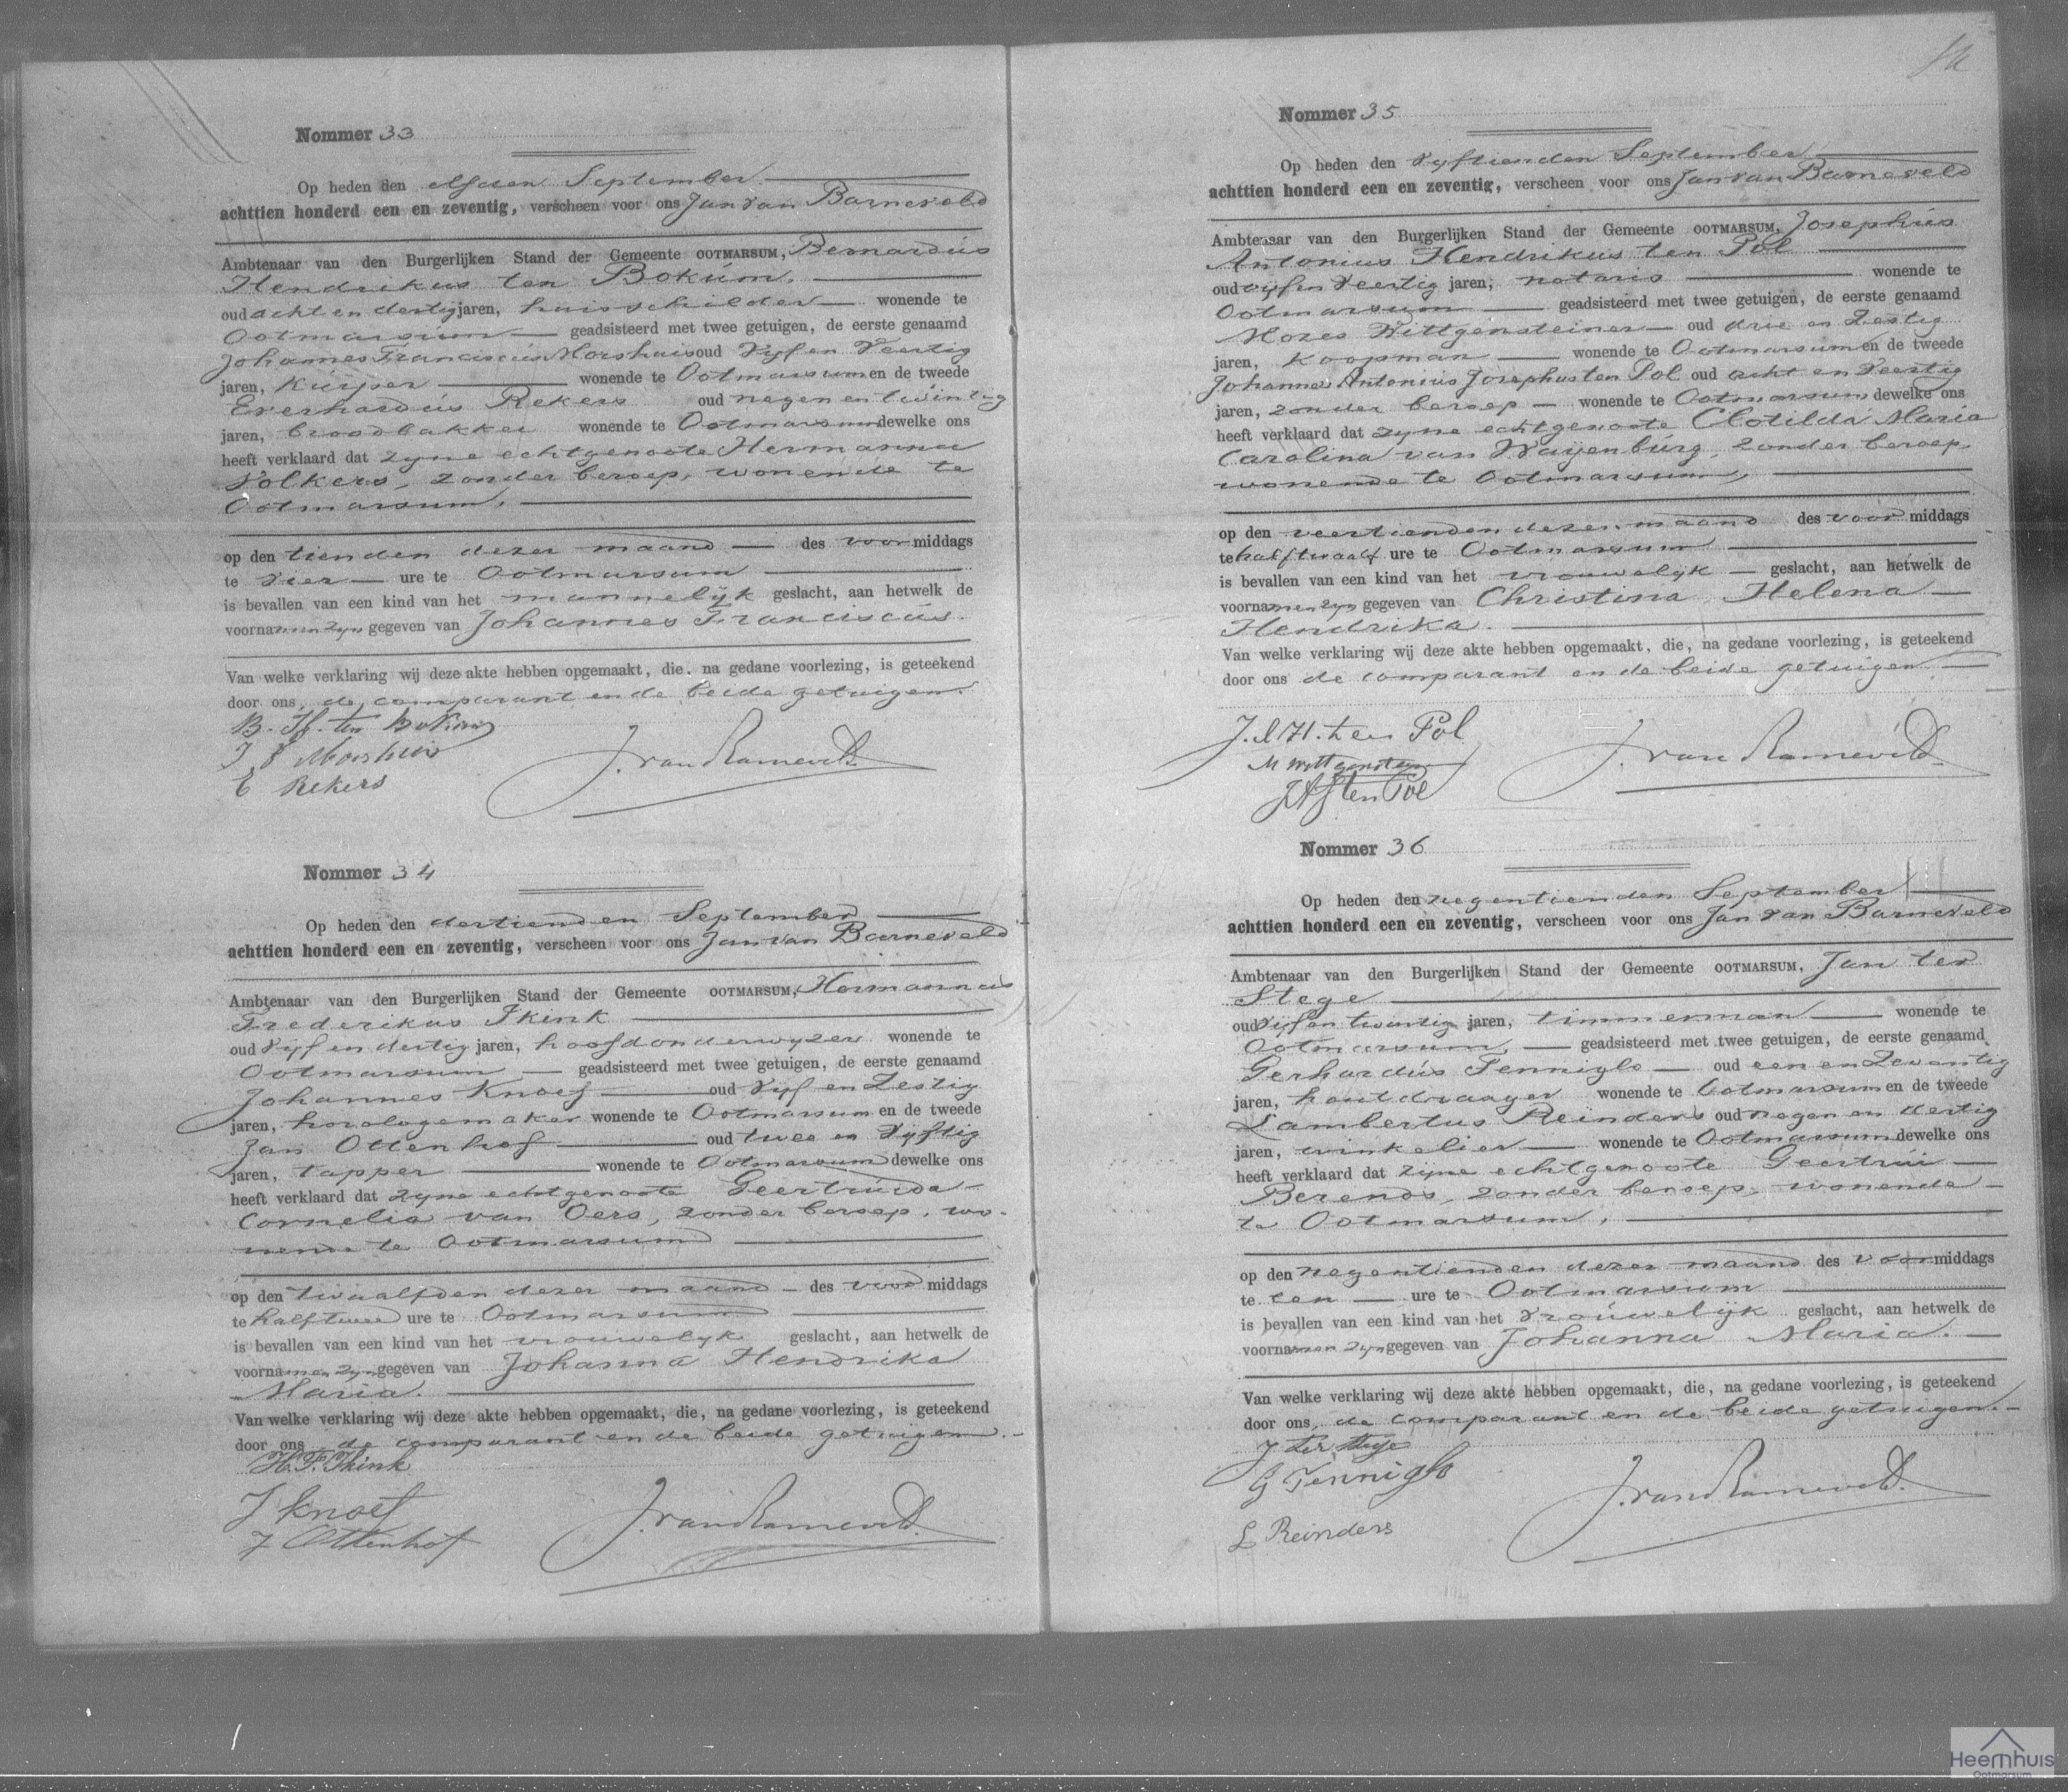 Nommer 33
Op heden den elfden September
achttien honderd een en zeventig, verscheen voor ons Jan van Barneveld
Ambtenaar van den Burgerlijken Stand der Gemeente OOTMARSUM, Bernardus
Hendrikus ten Bokum,
oud acht en dertig jaren, huisschilder wonende te
Ootmarsum geadsisteerd met twee getuigen, de eerste genaamd
Johannes Franciscus Morshuis oud vyf en veertig
jaren, Kuiper wonende te Ootmarsum en de tweede
Everhardus Rekers oud negen en twintig
jaren, broodbakker wonende te Ootmarsum dewelke ons
heeft verklaard dat zyne echtgenoote Hermanna
Volkers, zonder beroep, wonende te
Ootmarsum,
op den tienden dezer maand des voormiddags
te vier ure te Ootmarsum
is bevallen van een kind van het mannelyk geslacht, aan hetwelk de
voornamen zyn gegeven van Johannes Franciscus.
Van welke verklaring wij deze akte hebben opgemaakt, die, na gedane voorlezing, is geteekend
door ons, de comparant en de beide getuigen.
B. H. ten Bokum
J F Morshuis
E Rekers
J. van Barneveld.
Nommer 34
Op heden den dertienden September
achttien honderd een en zeventig, verscheen voor ons Jan van Barneveld
Ambtenaar van den Burgerlijken Stand der Gemeente OOTMARSUM, Hermannus
Frederikus Ikink
oud vyf en dertig jaren, hoofdonderwyzer wonende te
Ootmarsum geadsisteerd met twee getuigen, de eerste genaamd
Johannes Knoef oud vyf en zestig
jaren, horologemaker wonende te Ootmarsum en de tweede
Jan Ottenhof oud twee en vyftig
jaren, tapper wonende te Ootmarsum dewelke ons
heeft verklaard dat zyne echtgenoote Geertruida
Cornelia van Oers, zonder beroep, wo-
nende te Ootmarsum
op den twaalfden dezer maand des voormiddags
te half twee ure te Ootmarsum
is bevallen van een kind van het vrouwelyk geslacht, aan hetwelk de
voornamen zyn gegeven van Johanna Hendrika
Maria.
Van welke verklaring wij deze akte hebben opgemaakt, die, na gedane voorlezing, is geteekend
door ons, de comparant en de beide getuigen.
H.F. Ikink
J Knoef
J Ottenhof
J. van Barneveld.
Nommer 35
Op heden den vyftienden September
achttien honderd een en zeventig, verscheen voor ons Jan van Barneveld
Ambtenaar van den Burgerlijken Stand der Gemeente OOTMARSUM, Josephus
Antonius Hendrikus ten Pol
oud vyf en veertig jaren, notaris wonende te
Ootmarsum geadsisteerd met twee getuigen, de eerste genaamd
Mozes Wittgensteiner oud drie en zestig
jaren, Koopman wonende te Ootmarsum en de tweede
Johannes Antonius Josephus ten Pol oud acht en veertig
jaren, zonder beroep wonende te Ootmarsum dewelke ons
heeft verklaard dat zyne echtgenoote Clotilda Maria
Carolina van Wayenburg, zonder beroep,
wonende te Ootmarsum,
op den veertienden dezer maand des voormiddags
te half twaalf ure te Ootmarsum
is bevallen van een kind van het vrouwelyk geslacht, aan hetwelk de
voornamen zyn gegeven van Christina Helena
Hendrika.
Van welke verklaring wij deze akte hebben opgemaakt, die, na gedane voorlezing, is geteekend
door ons de comparant en de beide getuigen
J. A H. ten Pol
M Wittgensteiner
J A J ten Pol
J. van Barneveld.
Nommer 36
Op heden den negentienden September
achttien honderd een en zeventig, verscheen voor ons Jan van Barneveld
Ambtenaar van den Burgerlijken Stand der Gemeente OOTMARSUM, Jan ter
Stege
oud vyf en twintig jaren, timmerman wonende te
Ootmarsum, geadsisteerd met twee getuigen, de eerste genaamd
Gerhardus Tenniglo oud een en zeventig
jaren, houtdraayer wonende te Ootmarsum en de tweede
Lambertus Reinders oud negen en dertig
jaren, winkelier wonende te Ootmarsum dewelke ons
heeft verklaard dat zyne echtgenoote Geertrui
Berends, zonder beroep, wonende
te Ootmarsum,
op den negentienden dezer maand des voormiddags
te een ure te Ootmarsum
is bevallen van een kind van het vrouwelyk geslacht, aan hetwelk de
voornamen zyn gegeven van Johanna Maria.
Van welke verklaring wij deze akte hebben opgemaakt, die, na gedane voorlezing, is geteekend
door ons, de comparant en de beide getuigen.
J ter Stege
G Tenniglo
L Reinders
J. van Barneveld.
Heemhuis
Ootmarsum